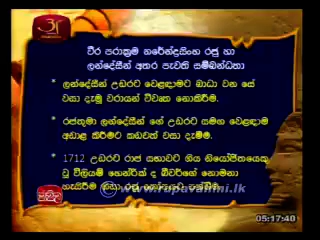 වීර පරාක්‍රම නරේන්ද්‍රසිංහ රජු හා
ලන්දේසීන් අතර පැවති සම්බන්ධතා
* ලන්දේසීන් උඩරට වෙළඳාමට බාධා වන සේ
වසා දැමූ වරායන් විවෘත නොකිරීම.
* රජතුමා ලන්දේසීන් ගේ උඩරට සමග වෙළඳාම
අඩාළ කිරීමට කඩවත් වසා දැමීම.
* 1712 උඩරට රාජ සභාවට ගිය නියෝජිතයෙකු
වූ විලියම් හෙන්රික් ද බීවර්ගේ නොමනා
හැසිරීම නිසා
www.rupavahini.lk
05:17:40